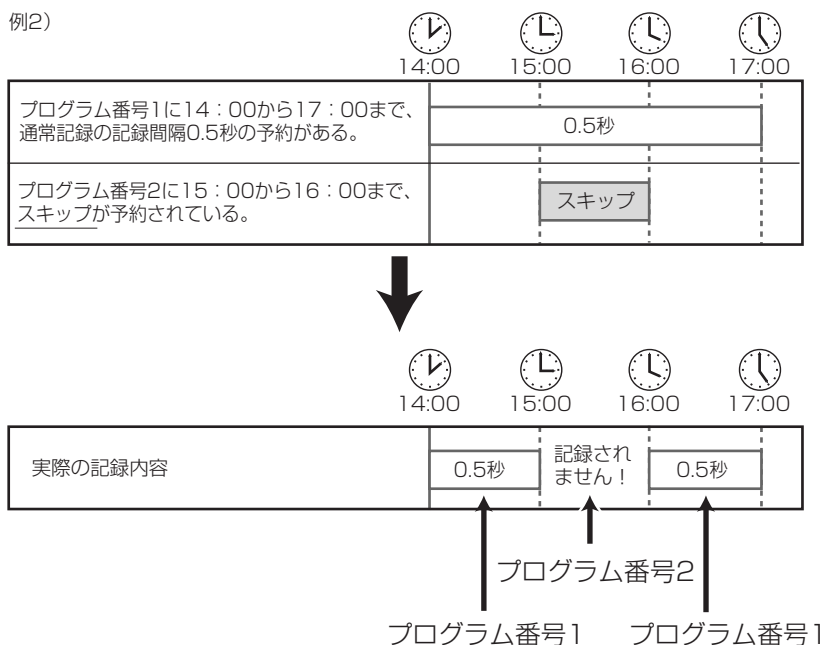 例2）
14:00 15:00 16:00 17:00
プログラム番号1に14：00から17：00まで、
通常記録の記録間隔0.5秒の予約がある。
0.5秒
プログラム番号2に15：00から16：00まで、
スキップが予約されている。
スキップ
14:00 15:00 16:00 17:00
実際の記録内容
0.5秒
記録され
ません！
0.5秒
プログラム番号2
プログラム番号1 プログラム番号1